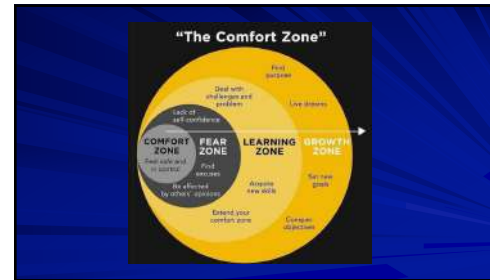 "The Comfort Zone"
Find
purpose
Deal with
challenges and
problem
Live dreams
Lack of
self-confidence
COMFORT
ZONE
Feel safe and
in control
FEAR
ZONE
Find
excuses
Be affected
by others' opinions
LEARNING
ZONE
Acquire
new skills
Extend your
comfort zone
GROWTH
ZONE
Set new
goals
Conquer
objectives